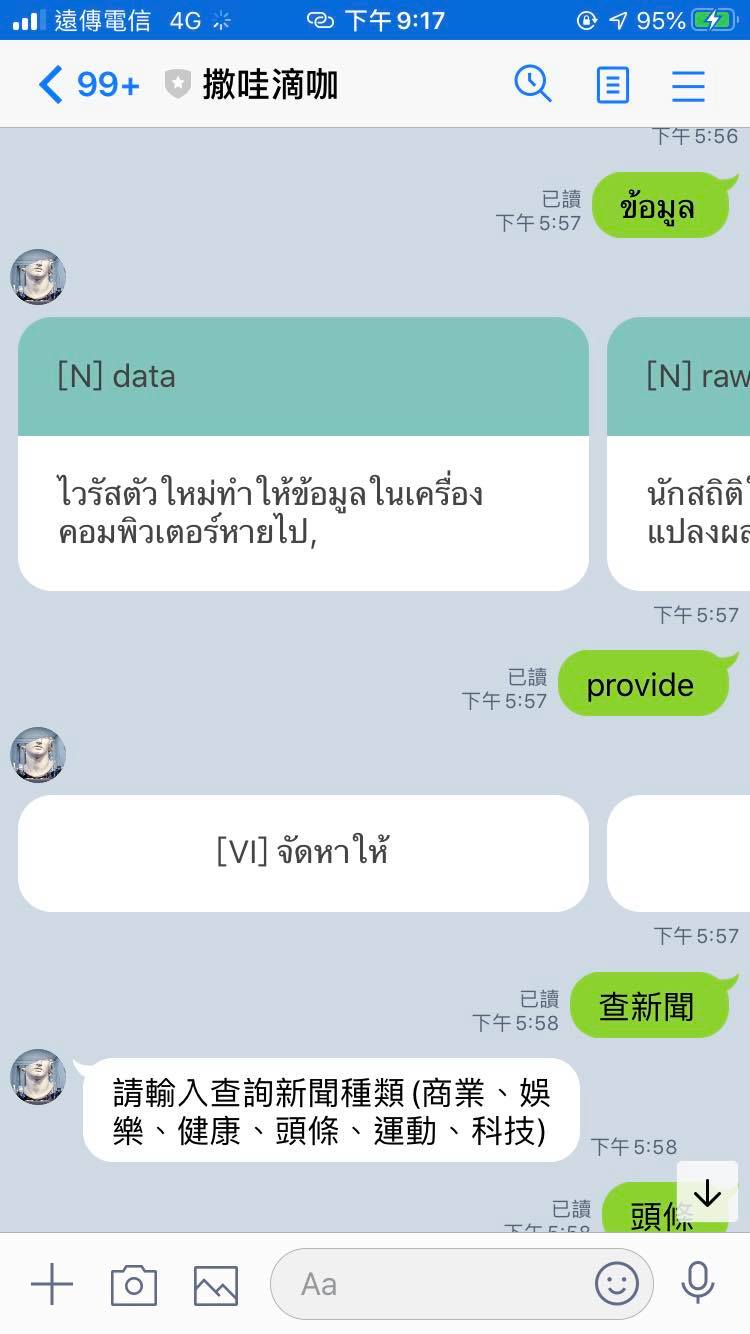 遠傳電信 4G 下午 9:17 95%
99+ 撒哇滴咖
下午 5:56
已讀
下午 5:57
ข้อมูล
[N] data
[N] raw
ไวรัสตัวใหม่ทำให้ข้อมูลในเครื่อง
คอมพิวเตอร์หายไป,
นักสถิติ
แปลงผล
下午 5:57
已讀
下午 5:57
provide
[VI] จัดหาให้
下午 5:57
已讀
下午 5:58
查新聞
請輸入查詢新聞種類 (商業、娛
樂、健康、頭條、運動、科技)
下午 5:58
已讀
下午 5:58
頭條
Aa